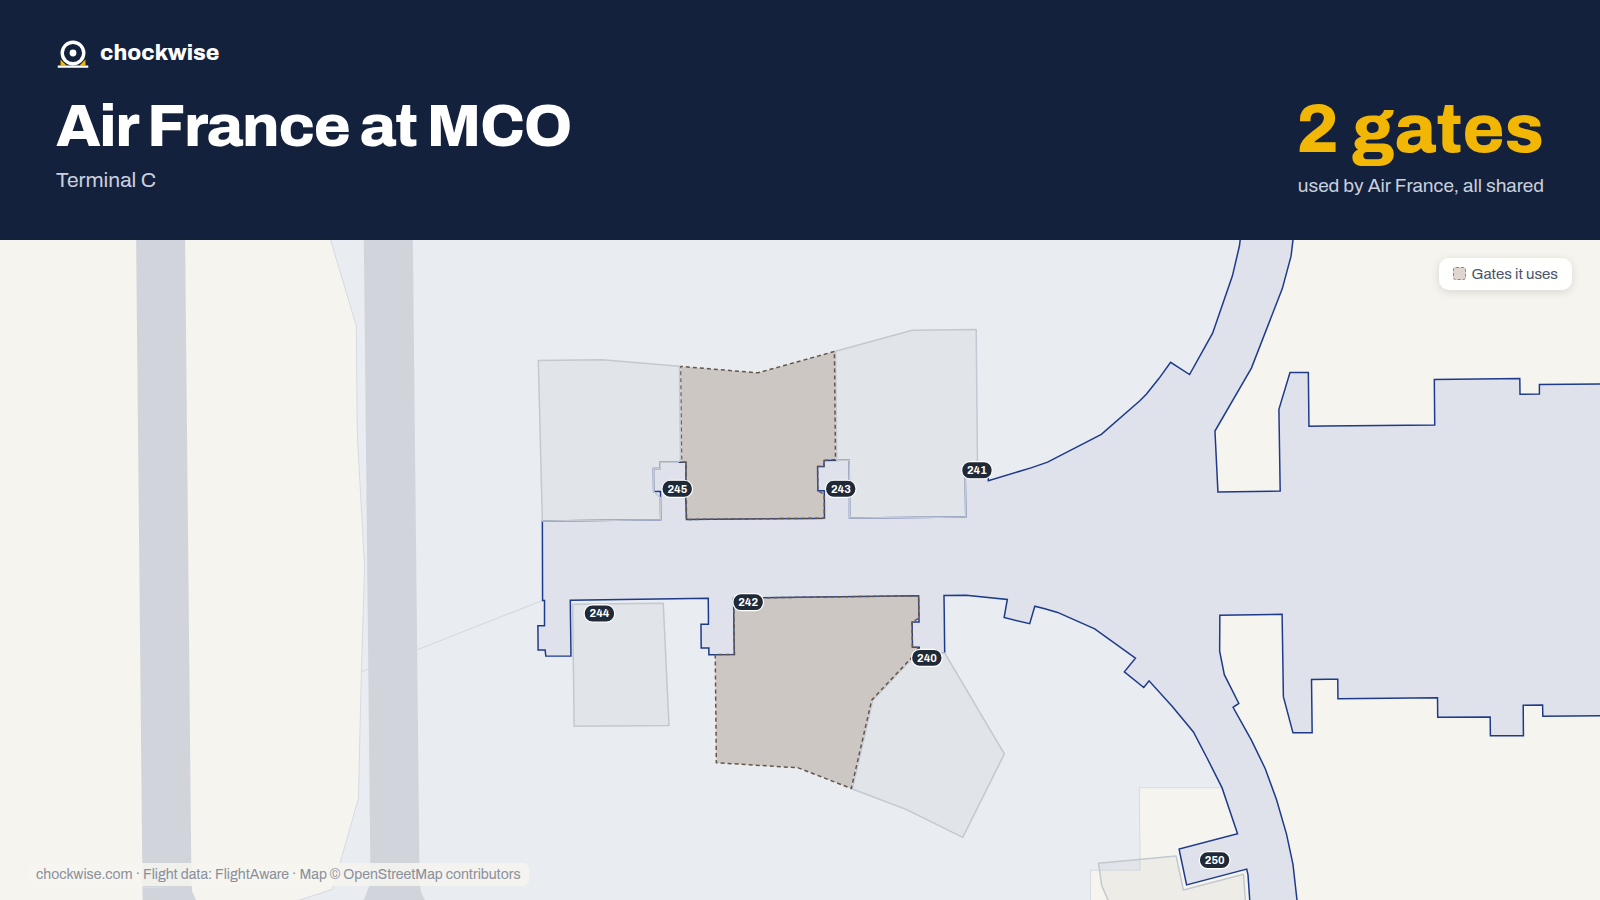 chockwise
Air France at MCO
Terminal C
2 gates
used by Air France, all shared
Gates it uses
241
245
243
244
242
240
250
chockwise.com · Flight data: FlightAware · Map © OpenStreetMap contributors